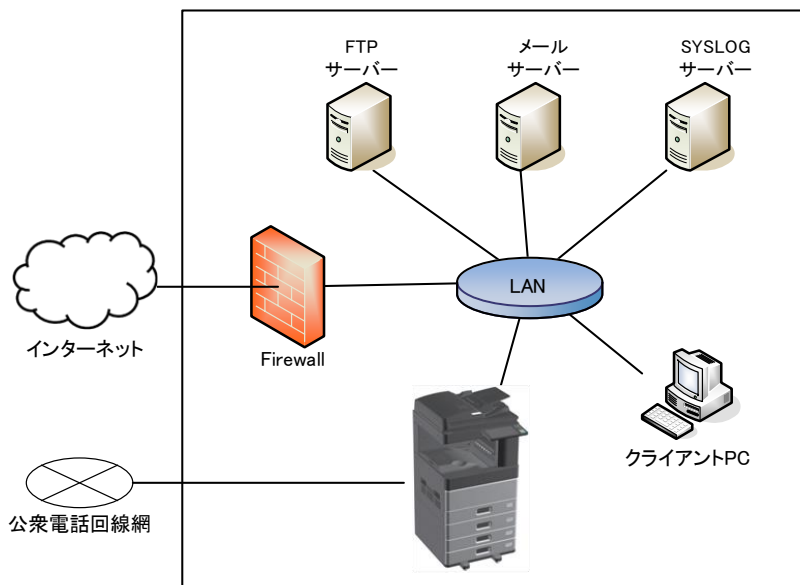 FTP
サーバー
メール
サーバー
SYSLOG
サーバー
LAN
インターネット
Firewall
クライアントPC
公衆電話回線網